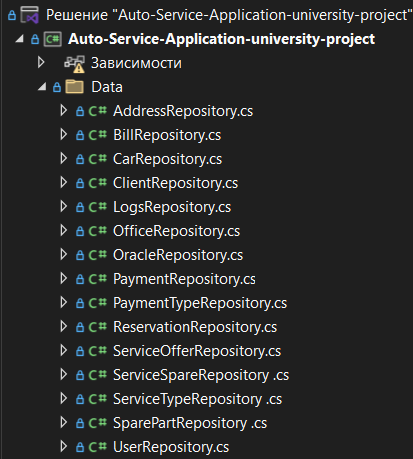 Решение "Auto-Service-Application-university-project"
C# Auto-Service-Application-university-project
Зависимости
Data
C# AddressRepository.cs
C# BillRepository.cs
C# CarRepository.cs
C# ClientRepository.cs
C# LogsRepository.cs
C# OfficeRepository.cs
C# OracleRepository.cs
C# PaymentRepository.cs
C# PaymentTypeRepository.cs
C# ReservationRepository.cs
C# ServiceOfferRepository.cs
C# ServiceSpareRepository .cs
C# ServiceTypeRepository .cs
C# SparePartRepository .cs
C# UserRepository.cs